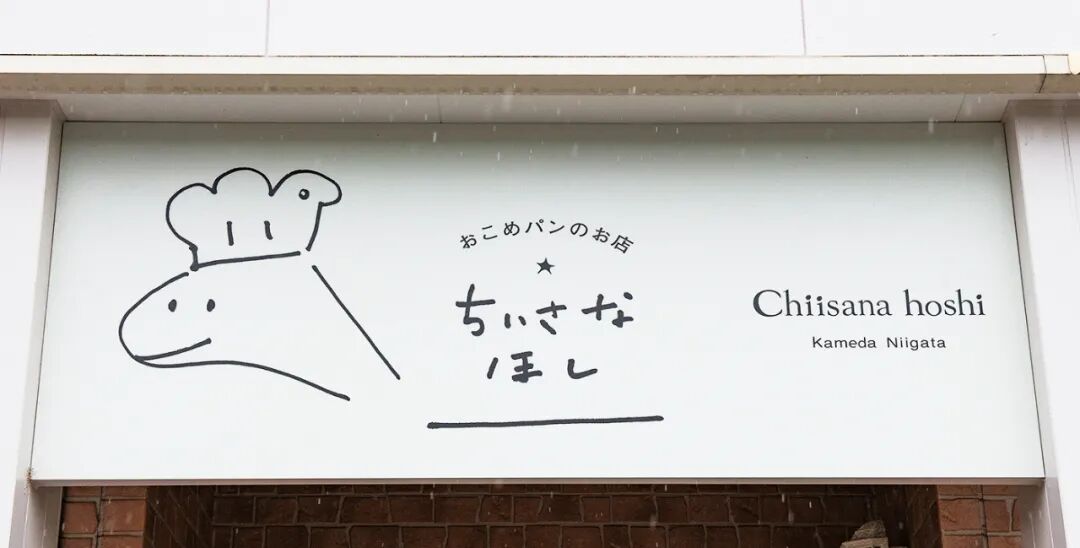 おこめパンのお店
★
ちいさな
ほし
Chiisana hoshi
Kameda Niigata